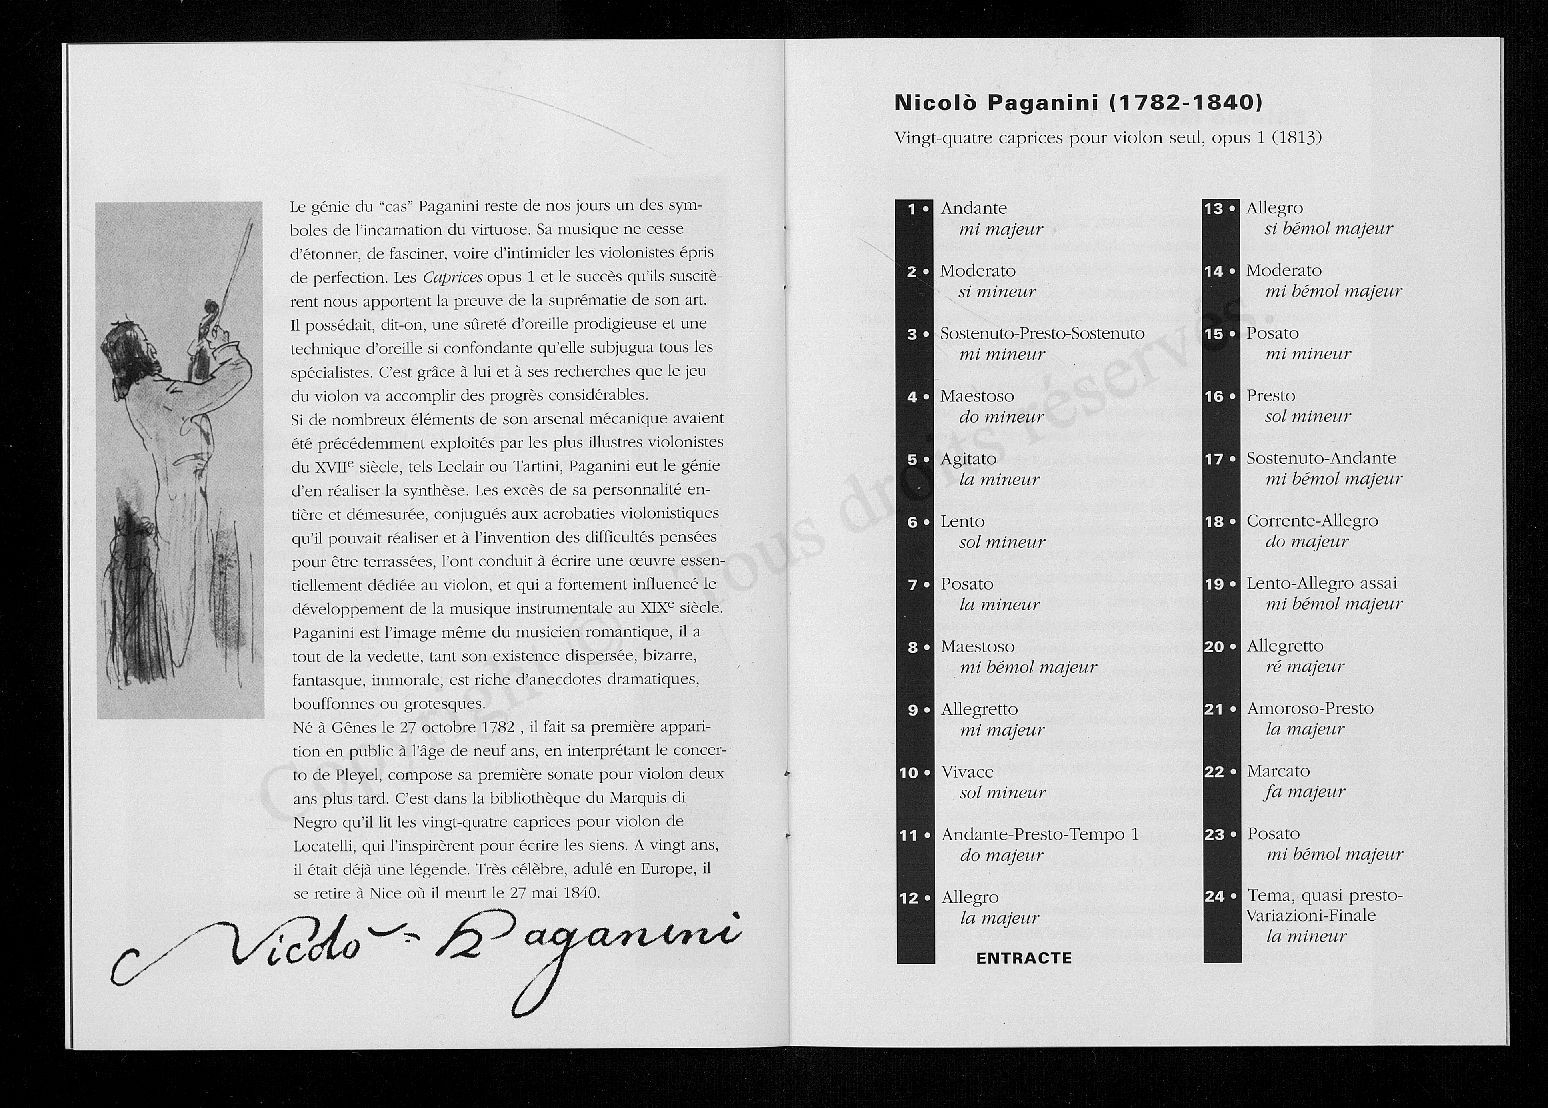 Le génie du “cas” Paganini reste de nos jours un des sym-
boles de l’incarnation du virtuose. Sa musique ne cesse
d’étonner, de fasciner, voire d’intimider les violonistes épris
de perfection. Les Caprices opus 1 et le succès qu’ils suscitè
rent nous apportent la preuve de la suprématie de son art.
Il possédait, dit-on, une sûreté d’oreille prodigieuse et une
technique d’oreille si confondante qu’elle subjugua tous les
spécialistes. C’est grâce à lui et à ses recherches que le jeu
du violon va accomplir des progrès considérables.
Si de nombreux éléments de son arsenal mécanique avaient
été précédemment exploités par les plus illustres violonistes
du XVIIe siècle, tels Leclair ou Tartini, Paganini eut le génie
d’en réaliser la synthèse. Les excès de sa personnalité en-
tière et démesurée, conjugués aux acrobaties violonistiques
qu’il pouvait réaliser et à l’invention des difficultés pensées
pour être terrassées, l’ont conduit à écrire une œuvre essen-
tiellement dédiée au violon, et qui a fortement influencé le
développement de la musique instrumentale au XIXe siècle.
Paganini est l’image même du musicien romantique, il a
tout de la vedette, tant son existence dispersée, bizarre,
fantasque, immorale, est riche d’anecdotes dramatiques,
bouffonnes ou grotesques.
Né à Gênes le 27 octobre 1782 , il fait sa première appari-
tion en public à l’âge de neuf ans, en interprétant le concer-
to de Pleyel, compose sa première sonate pour violon deux
ans plus tard. C’est dans la bibliothèque du Marquis di
Negro qu’il lit les vingt-quatre caprices pour violon de
Locatelli, qui l’inspirèrent pour écrire les siens. A vingt ans,
il était déjà une légende. Très célèbre, adulé en Europe, il
se retire à Nice où il meurt le 27 mai 1840.
Nicolò Paganini
Nicolò Paganini (1782-1840)
Vingt-quatre caprices pour violon seul, opus 1 (1813)
1 • Andante
mi majeur
2 • Moderato
si mineur
3 • Sostenuto-Presto-Sostenuto
mi mineur
4 • Maestoso
do mineur
5 • Agitato
la mineur
6 • Lento
sol mineur
7 • Posato
la mineur
8 • Maestoso
mi bémol majeur
9 • Allegretto
mi majeur
10 • Vivace
sol mineur
11 • Andante-Presto-Tempo 1
do majeur
12 • Allegro
la majeur
ENTRACTE
13 • Allegro
si bémol majeur
14 • Moderato
mi bémol majeur
15 • Posato
mi mineur
16 • Presto
sol mineur
17 • Sostenuto-Andante
mi bémol majeur
18 • Corrente-Allegro
do majeur
19 • Lento-Allegro assai
mi bémol majeur
20 • Allegretto
ré majeur
21 • Amoroso-Presto
la majeur
22 • Marcato
fa majeur
23 • Posato
mi bémol majeur
24 • Tema, quasi presto-
Variazioni-Finale
la mineur
Copyright © Tous droits réservés.